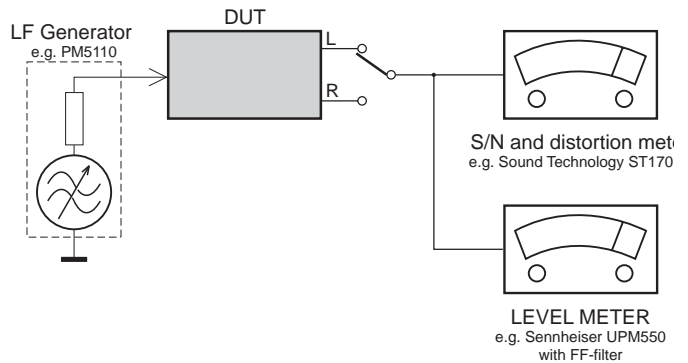 DUT
LF Generator
e.g. PM5110
L
R
S/N and distortion mete
e.g. Sound Technology ST170
LEVEL METER
e.g. Sennheiser UPM550
with FF-filter